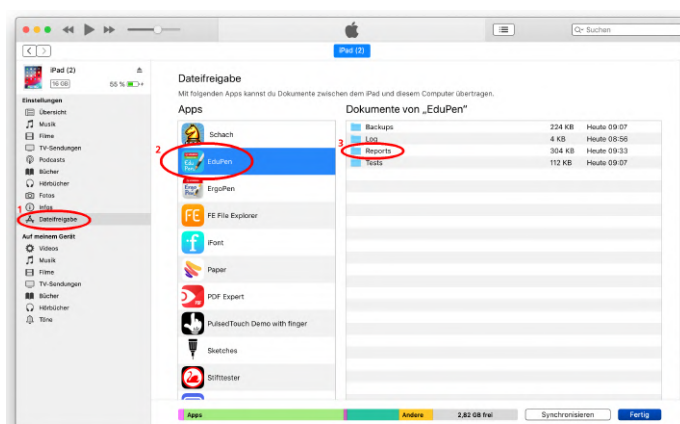 Suchen
iPad (2)
iPad (2)
16 GB
55 %
Einstellungen
Übersicht
Musik
Filme
TV-Sendungen
Podcasts
Bücher
Hörbücher
Fotos
Infos
1
Dateifreigabe
Auf meinem Gerät
Videos
Musik
Filme
TV-Sendungen
Bücher
Hörbücher
Töne
Dateifreigabe
Mit folgenden Apps kannst du Dokumente zwischen dem iPad und diesem Computer übertragen.
Apps
Schach
2
Edu
Pen
EduPen
Ergo
Pen
ErgoPen
FE
FE File Explorer
f
iFont
Paper
PDF Expert
PulsedTouch Demo with finger
Sketches
Stifttester
Dokumente von „EduPen"
Backups 224 KB Heute 09:07
Log 4 KB Heute 08:56
3
Reports 304 KB Heute 09:33
Tests 112 KB Heute 09:07
Apps
Andere
2,82 GB frei
Synchronisieren
Fertig